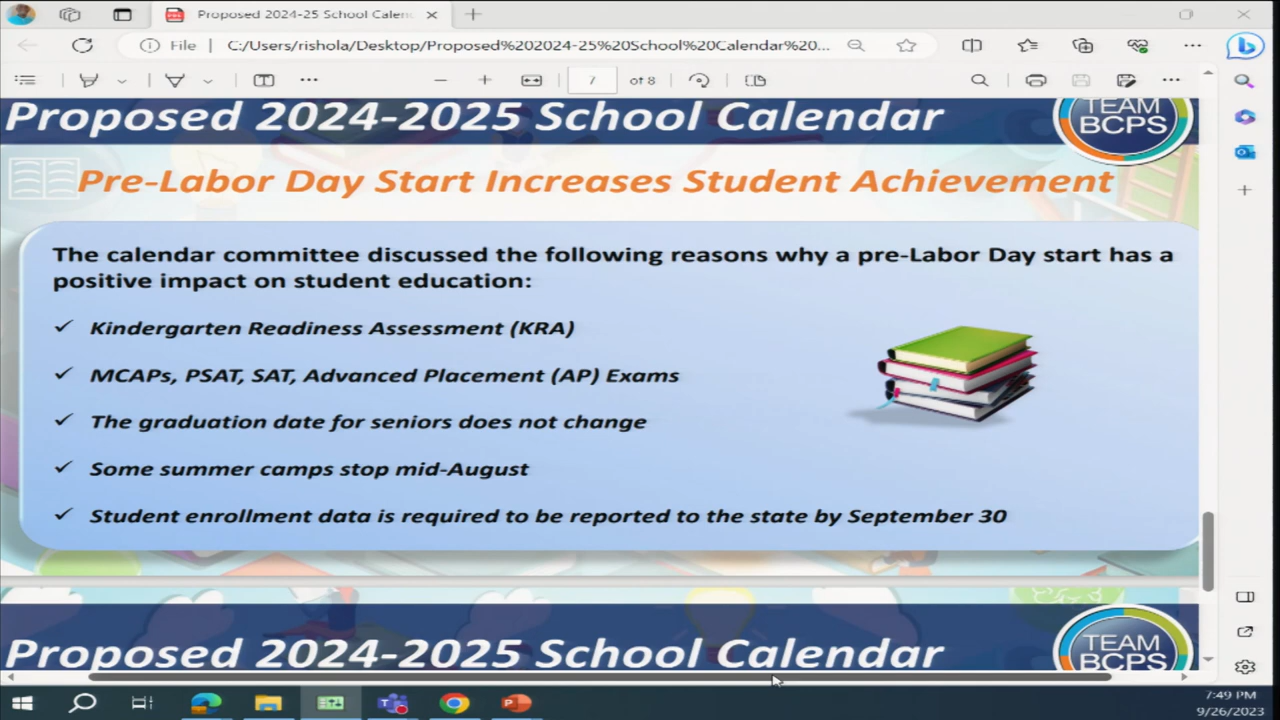 Proposed 2024-25 School Calen
File
C:/Users/rishola/Desktop/Proposed%202024-25%20School%20Calendar%20...
7 of 8
Proposed 2024-2025 School Calendar
TEAM
BCPS
Pre-Labor Day Start Increases Student Achievement
The calendar committee discussed the following reasons why a pre-Labor Day start has a
positive impact on student education:
✓ Kindergarten Readiness Assessment (KRA)
✓ MCAPs, PSAT, SAT, Advanced Placement (AP) Exams
✓ The graduation date for seniors does not change
✓ Some summer camps stop mid-August
✓ Student enrollment data is required to be reported to the state by September 30
Proposed 2024-2025 School Calendar
TEAM
BCPS
7:49 PM
9/26/2023